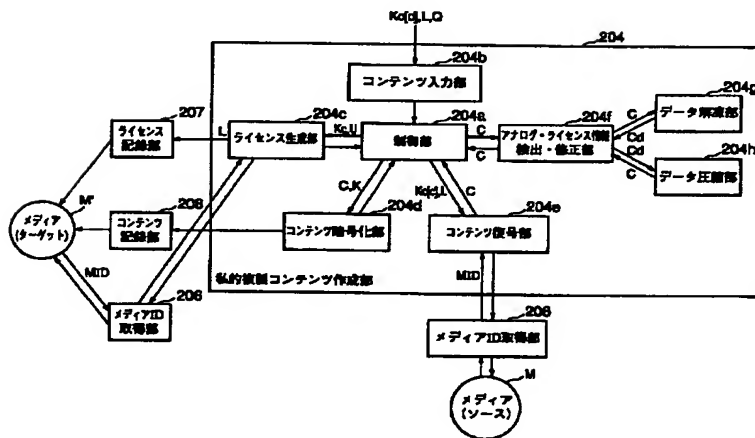 Kc[c],L,Q
204
204b
コンテンツ入力部
204g
207
204c
204a
204f
C
データ解凍部
ライセンス
記録部
L
ライセンス生成部
Kc,U
制御部
C
C
アナログ・ライセンス情報
検出・修正部
Cd
Cd
204h
C
データ圧縮部
M'
メディア
(ターゲット)
208
コンテンツ
記録部
C,K
204d
コンテンツ暗号化部
Kc[c],L
C
204e
コンテンツ復号部
MID
206
メディアID
取得部
私的複製コンテンツ作成部
MID
206
メディアID取得部
M
メディア
(ソース)